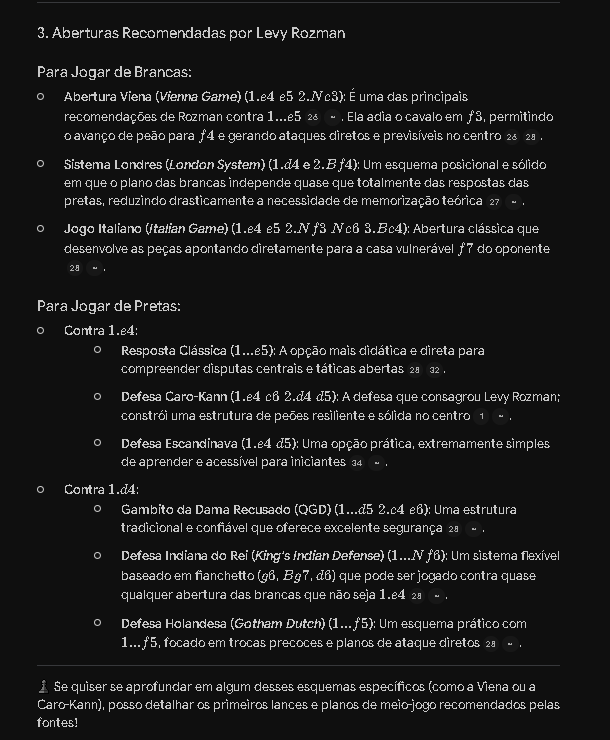 3. Aberturas Recomendadas por Levy Rozman
Para Jogar de Brancas:
Abertura Viena (Vienna Game) (1.e4 e5 2.Nc3): É uma das principais
recomendações de Rozman contra 1...e5 26 ~ . Ela adia o cavalo em f3, permitindo
o avanço de peão para f4 e gerando ataques diretos e previsíveis no centro 26 28 .
Sistema Londres (London System) (1.d4 e 2.Bf4): Um esquema posicional e sólido
em que o plano das brancas independe quase que totalmente das respostas das
pretas, reduzindo drasticamente a necessidade de memorização teórica 27 ~ .
Jogo Italiano (Italian Game) (1.e4 e5 2.Nf3 Nc6 3.Bc4): Abertura clássica que
desenvolve as peças apontando diretamente para a casa vulnerável f7 do oponente
28 ~ .
Para Jogar de Pretas:
Contra 1.e4:
Resposta Clássica (1...e5): A opção mais didática e direta para
compreender disputas centrais e táticas abertas 28 32 .
Defesa Caro-Kann (1.e4 c6 2.d4 d5): A defesa que consagrou Levy Rozman;
constrói uma estrutura de peões resiliente e sólida no centro 1 ~ .
Defesa Escandinava (1.e4 d5): Uma opção prática, extremamente simples
de aprender e acessível para iniciantes 34 ~ .
Contra 1.d4:
Gambito da Dama Recusado (QGD) (1...d5 2.c4 e6): Uma estrutura
tradicional e confiável que oferece excelente segurança 28 ~ .
Defesa Indiana do Rei (King's Indian Defense) (1...Nf6): Um sistema flexível
baseado em fianchetto (g6, Bg7, d6) que pode ser jogado contra quase
qualquer abertura das brancas que não seja 1.e4 28 ~ .
Defesa Holandesa (Gotham Dutch) (1...f5): Um esquema prático com
1...f5, focado em trocas precoces e planos de ataque diretos 28 ~ .
Se quiser se aprofundar em algum desses esquemas específicos (como a Viena ou a
Caro-Kann), posso detalhar os primeiros lances e planos de meio-jogo recomendados pelas
fontes!